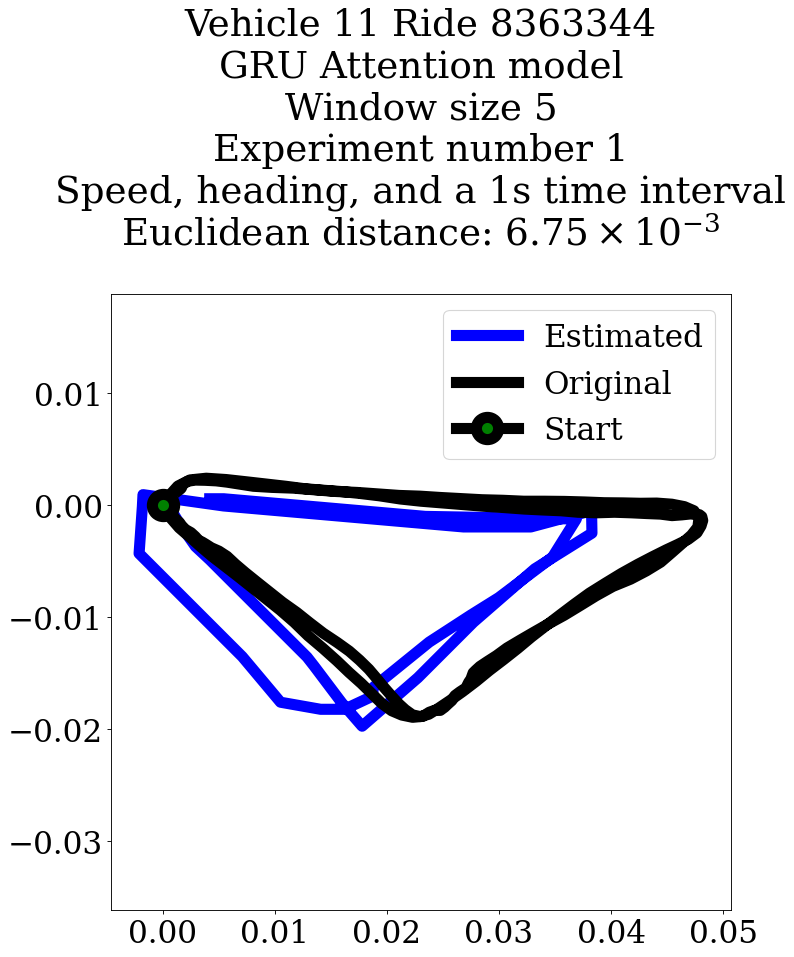 Vehicle 11 Ride 8363344
GRU Attention model
Window size 5
Experiment number 1
Speed, heading, and a 1s time interval
Euclidean distance: 6.75 × 10⁻³
Estimated
Original
Start
0.01
0.00
−0.01
−0.02
−0.03
0.00 0.01 0.02 0.03 0.04 0.05